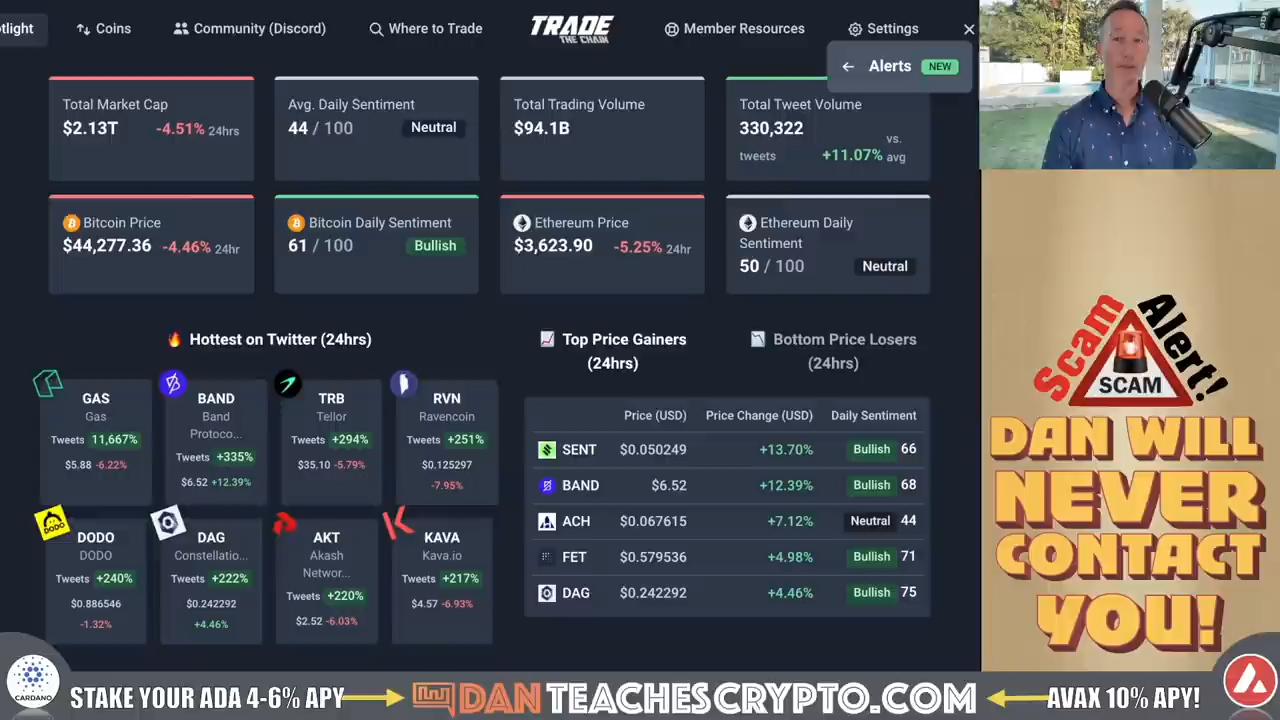 tlight
Coins
Community (Discord)
Where to Trade
TRADE
THE CHAIN
Member Resources
Settings
Alerts NEW
Total Market Cap
$2.13T -4.51% 24hrs
Avg. Daily Sentiment
44 / 100 Neutral
Total Trading Volume
$94.1B
Total Tweet Volume
330,322
tweets +11.07% vs. avg
Bitcoin Price
$44,277.36 -4.46% 24hr
Bitcoin Daily Sentiment
61 / 100 Bullish
Ethereum Price
$3,623.90 -5.25% 24hr
Ethereum Daily
Sentiment
50 / 100 Neutral
Hottest on Twitter (24hrs)
GAS
Gas
Tweets 11,667%
$5.88 -6.22%
BAND
Band
Protoco...
Tweets +335%
$6.52 +12.39%
TRB
Tellor
Tweets +294%
$35.10 -5.79%
RVN
Ravencoin
Tweets +251%
$0.125297
-7.95%
DODO
DODO
DODO
Tweets +240%
$0.886546
-1.32%
DAG
Constellatio...
Tweets +222%
$0.242292
+4.46%
AKT
Akash
Networ...
Tweets +220%
$2.52 -6.03%
KAVA
Kava.io
Tweets +217%
$4.57 -6.93%
Top Price Gainers
(24hrs)
Bottom Price Losers
(24hrs)
Price (USD) Price Change (USD) Daily Sentiment
SENT $0.050249 +13.70% Bullish 66
BAND $6.52 +12.39% Bullish 68
ACH $0.067615 +7.12% Neutral 44
FET $0.579536 +4.98% Bullish 71
DAG $0.242292 +4.46% Bullish 75
Scam Alert!
SCAM
DAN WILL
NEVER
CONTACT
YOU!
CARDANO
STAKE YOUR ADA 4-6% APY
DANTEACHESCRYPTO.COM
AVAX 10% APY!